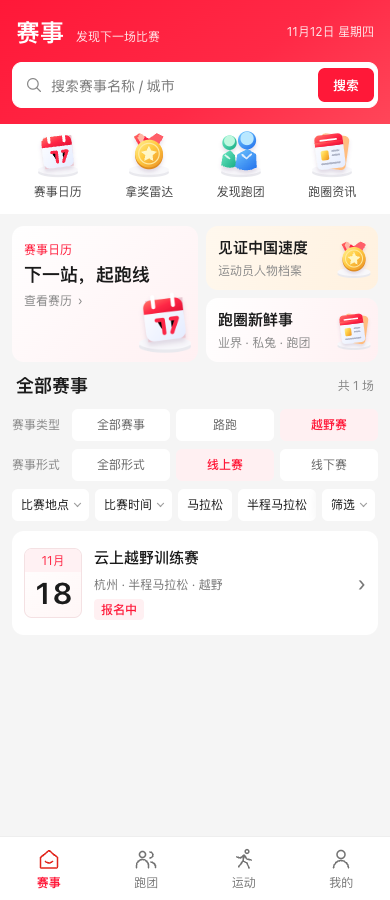 赛事 发现下一场比赛 11月12日 星期四
搜索赛事名称 / 城市 搜索
17
赛事日历 拿奖雷达 发现跑团 跑圈资讯
赛事日历
下一站，起跑线
查看赛历 ›
17
见证中国速度
运动员人物档案
跑圈新鲜事
业界 · 私兔 · 跑团
全部赛事 共 1 场
赛事类型 全部赛事 路跑 越野赛
赛事形式 全部形式 线上赛 线下赛
比赛地点 比赛时间 马拉松 半程马拉松 筛选
11月
18
云上越野训练赛
杭州 · 半程马拉松 · 越野
报名中
赛事 跑团 运动 我的